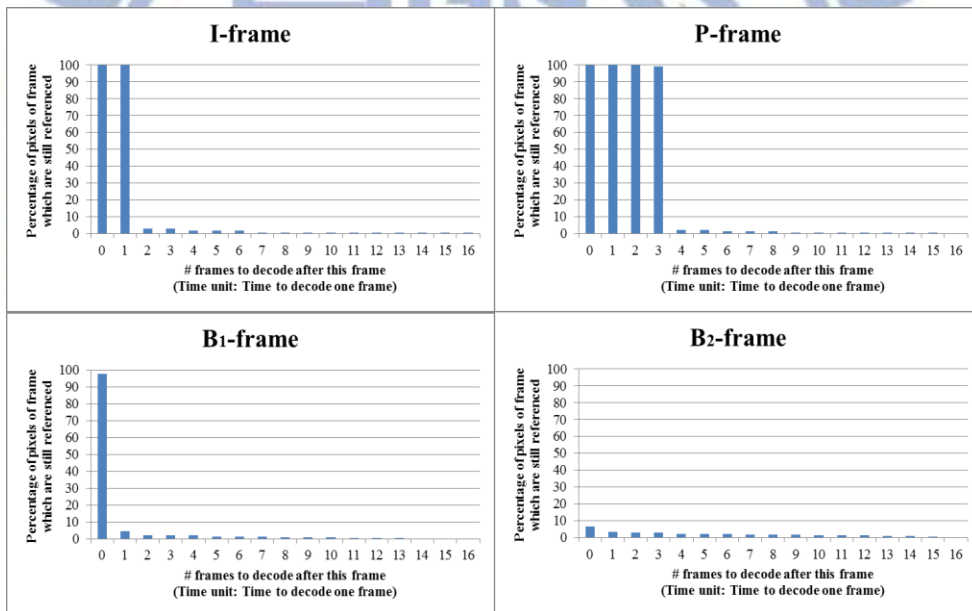 I-frame
Percentage of pixels of frame
which are still referenced
100
90
80
70
60
50
40
30
20
10
0
0 1 2 3 4 5 6 7 8 9 10 11 12 13 14 15 16
# frames to decode after this frame
(Time unit: Time to decode one frame)
P-frame
Percentage of pixels of frame
which are still referenced
100
90
80
70
60
50
40
30
20
10
0
0 1 2 3 4 5 6 7 8 9 10 11 12 13 14 15 16
# frames to decode after this frame
(Time unit: Time to decode one frame)
B1-frame
Percentage of pixels of frame
which are still referenced
100
90
80
70
60
50
40
30
20
10
0
0 1 2 3 4 5 6 7 8 9 10 11 12 13 14 15 16
# frames to decode after this frame
(Time unit: Time to decode one frame)
B2-frame
Percentage of pixels of frame
which are still referenced
100
90
80
70
60
50
40
30
20
10
0
0 1 2 3 4 5 6 7 8 9 10 11 12 13 14 15 16
# frames to decode after this frame
(Time unit: Time to decode one frame)